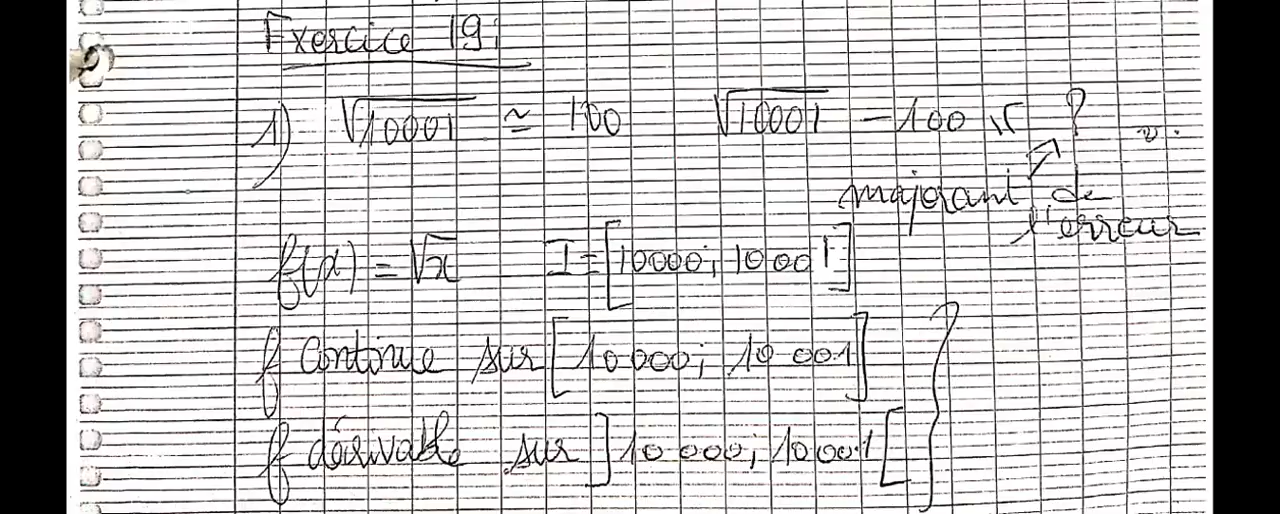 Exercice 19:
1) √10001 ≃ 100 √10001 - 100 ≤ ?
majorant de
l'erreur
f(x) = √x I = [10000; 10001]
f continue sur [10 000; 10 001]
f dérivable sur ]10 000; 10 001[ }